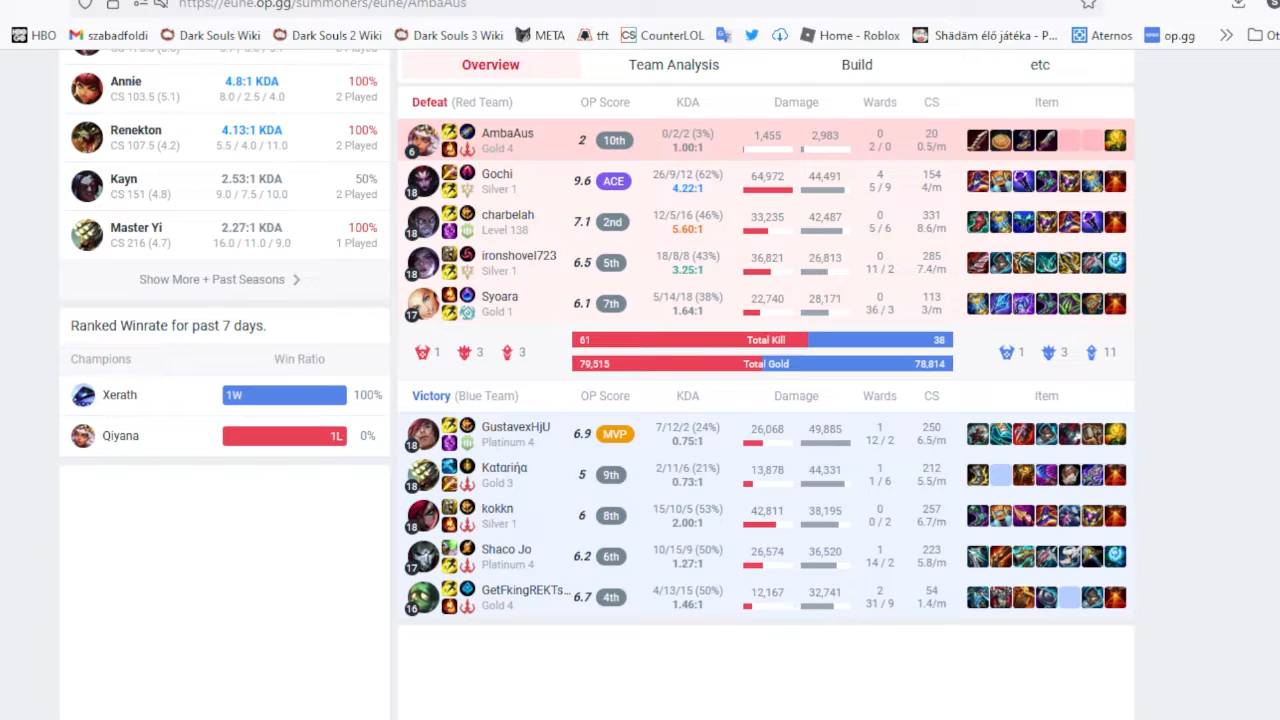 https://eune.op.gg/summoners/eune/AmbaAus
HBO szabadfoldi Dark Souls Wiki Dark Souls 2 Wiki Dark Souls 3 Wiki META tft CounterLOL Home - Roblox Shädäm élő játéka - P... Aternos op.gg Ot
Overview Team Analysis Build etc
Annie 4.8:1 KDA 100%
CS 103.5 (5.1) 8.0 / 2.5 / 4.0 2 Played
Renekton 4.13:1 KDA 100%
CS 107.5 (4.2) 5.5 / 4.0 / 11.0 2 Played
Kayn 2.53:1 KDA 50%
CS 151 (4.8) 9.0 / 7.5 / 10.0 2 Played
Master Yi 2.27:1 KDA 100%
CS 216 (4.7) 16.0 / 11.0 / 9.0 1 Played
Show More + Past Seasons
Ranked Winrate for past 7 days.
Champions Win Ratio
Xerath 1W 100%
Qiyana 1L 0%
Defeat (Red Team) OP Score KDA Damage Wards CS Item
6 AmbaAus 2 10th 0/2/2 (3%) 1,455 2,983 0 20
Gold 4 1.00:1 2 / 0 0.5/m
18 Gochi 9.6 ACE 26/9/12 (62%) 64,972 44,491 4 154
Silver 1 4.22:1 5 / 9 4/m
18 charbelah 7.1 2nd 12/5/16 (46%) 33,235 42,487 0 331
Level 138 5.60:1 5 / 6 8.6/m
18 ironshovel723 6.5 5th 18/8/8 (43%) 36,821 26,813 0 285
Silver 1 3.25:1 11 / 2 7.4/m
17 Syoara 6.1 7th 5/14/18 (38%) 22,740 28,171 0 113
Gold 1 1.64:1 36 / 3 3/m
61 Total Kill 38
1 3 3 1 3 11
79,515 Total Gold 78,814
Victory (Blue Team) OP Score KDA Damage Wards CS Item
18 GustavexHjU 6.9 MVP 7/12/2 (24%) 26,068 49,885 1 250
Platinum 4 0.75:1 12 / 2 6.5/m
18 5 9th 2/11/6 (21%) 13,878 44,331 1 212
Gold 3 0.73:1 1 / 6 5.5/m
18 kokkn 6 8th 15/10/5 (53%) 42,811 38,195 0 257
Silver 1 2.00:1 0 / 2 6.7/m
17 Shaco Jo 6.2 6th 10/15/9 (50%) 26,574 36,520 1 223
Platinum 4 1.27:1 14 / 2 5.8/m
16 GetFkingREKTs... 6.7 4th 4/13/15 (50%) 12,167 32,741 2 54
Gold 4 1.46:1 31 / 9 1.4/m